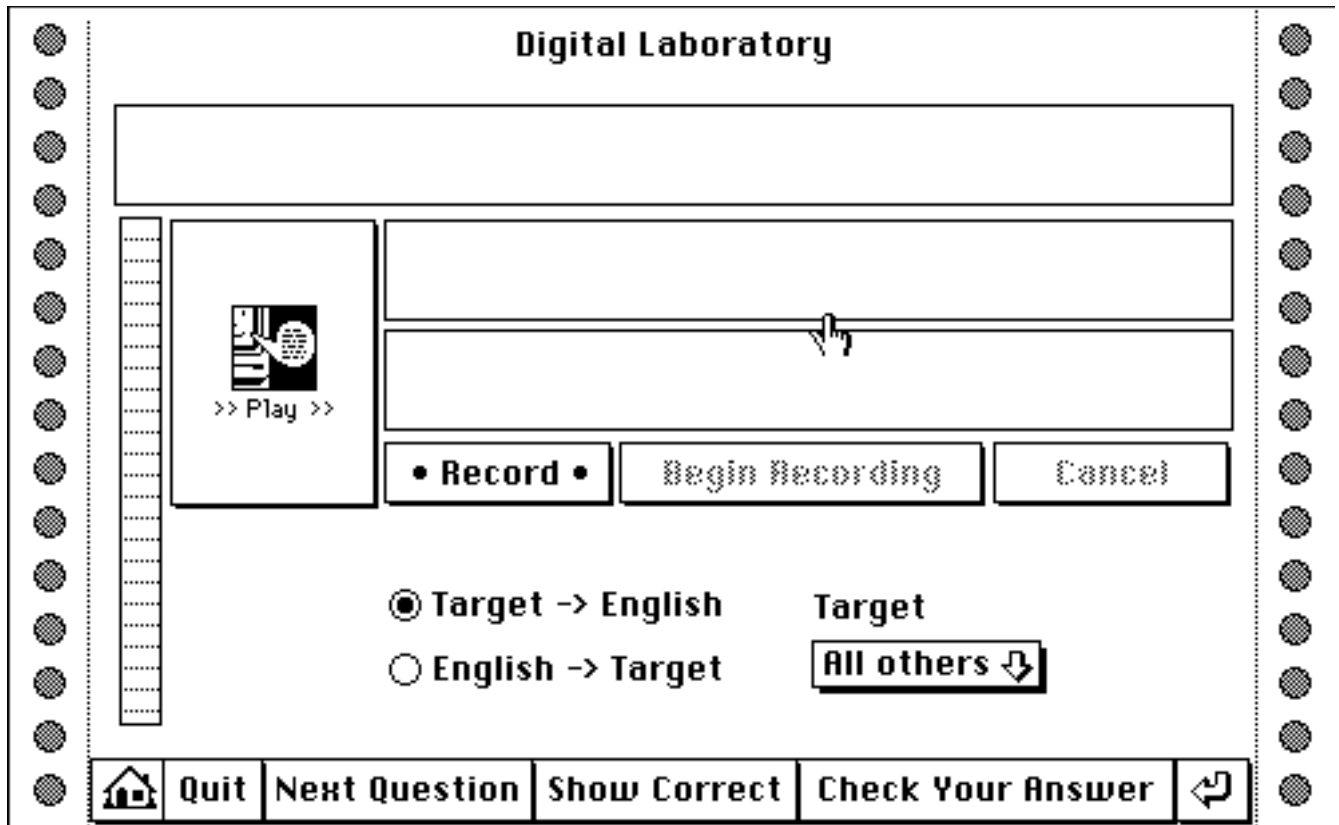 Digital Laboratory
>> Play >>
• Record • Begin Recording Cancel
Target -> English Target
English -> Target All others
Quit Next Question Show Correct Check Your Answer